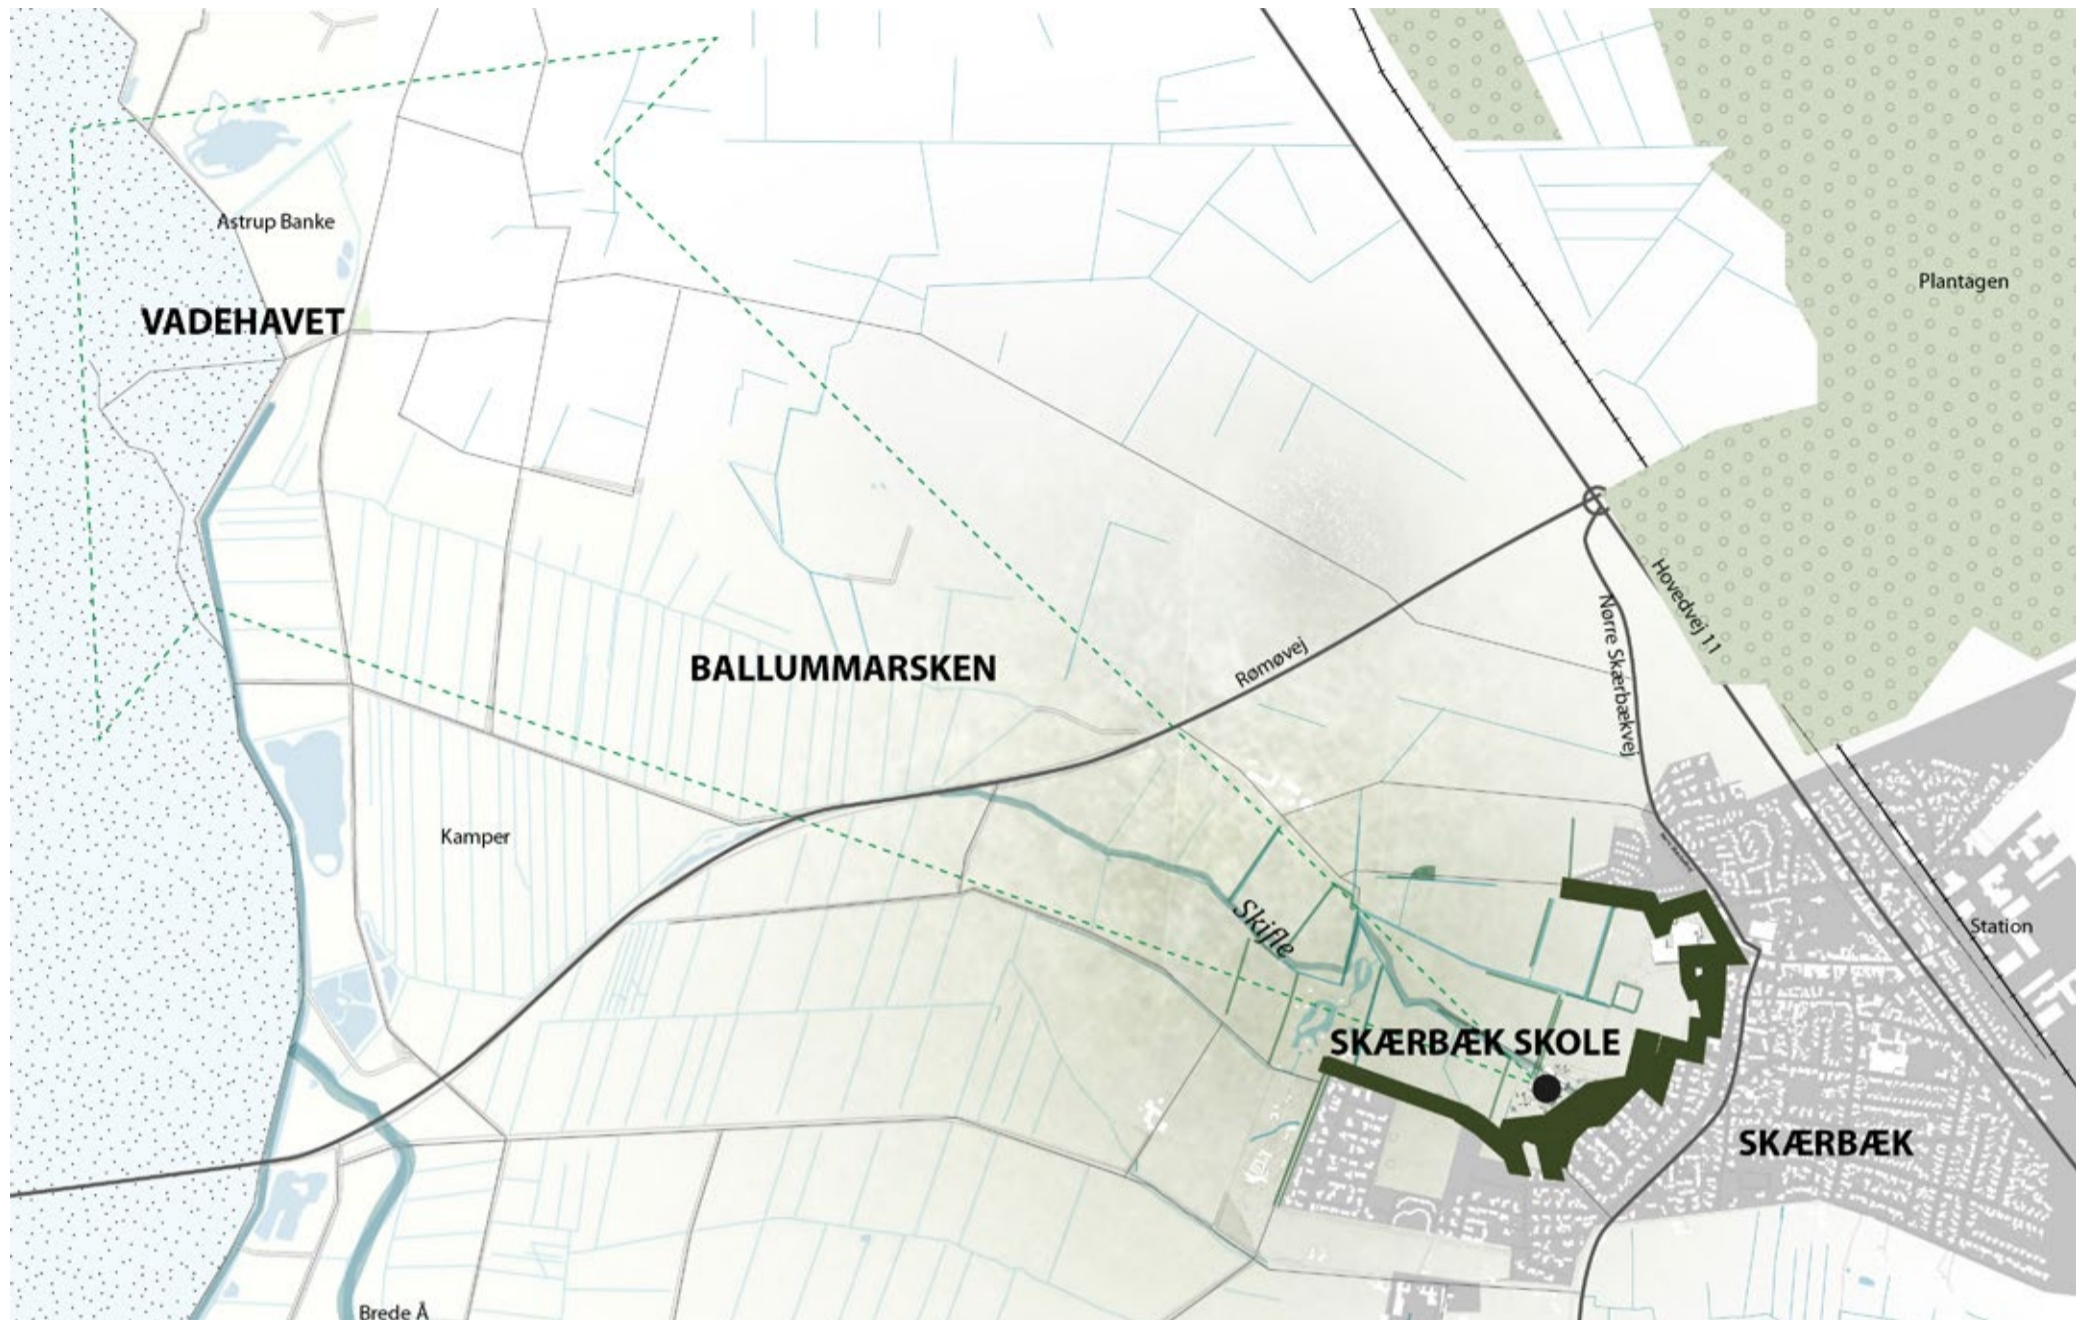 Astrup Banke
Plantagen
VADEHAVET
Hovedvej 11
Nørre Skærbækvej
Rømøvej
BALLUMMARSKEN
Kamper
Skifle
Station
SKÆRBÆK SKOLE
SKÆRBÆK
Brede Å